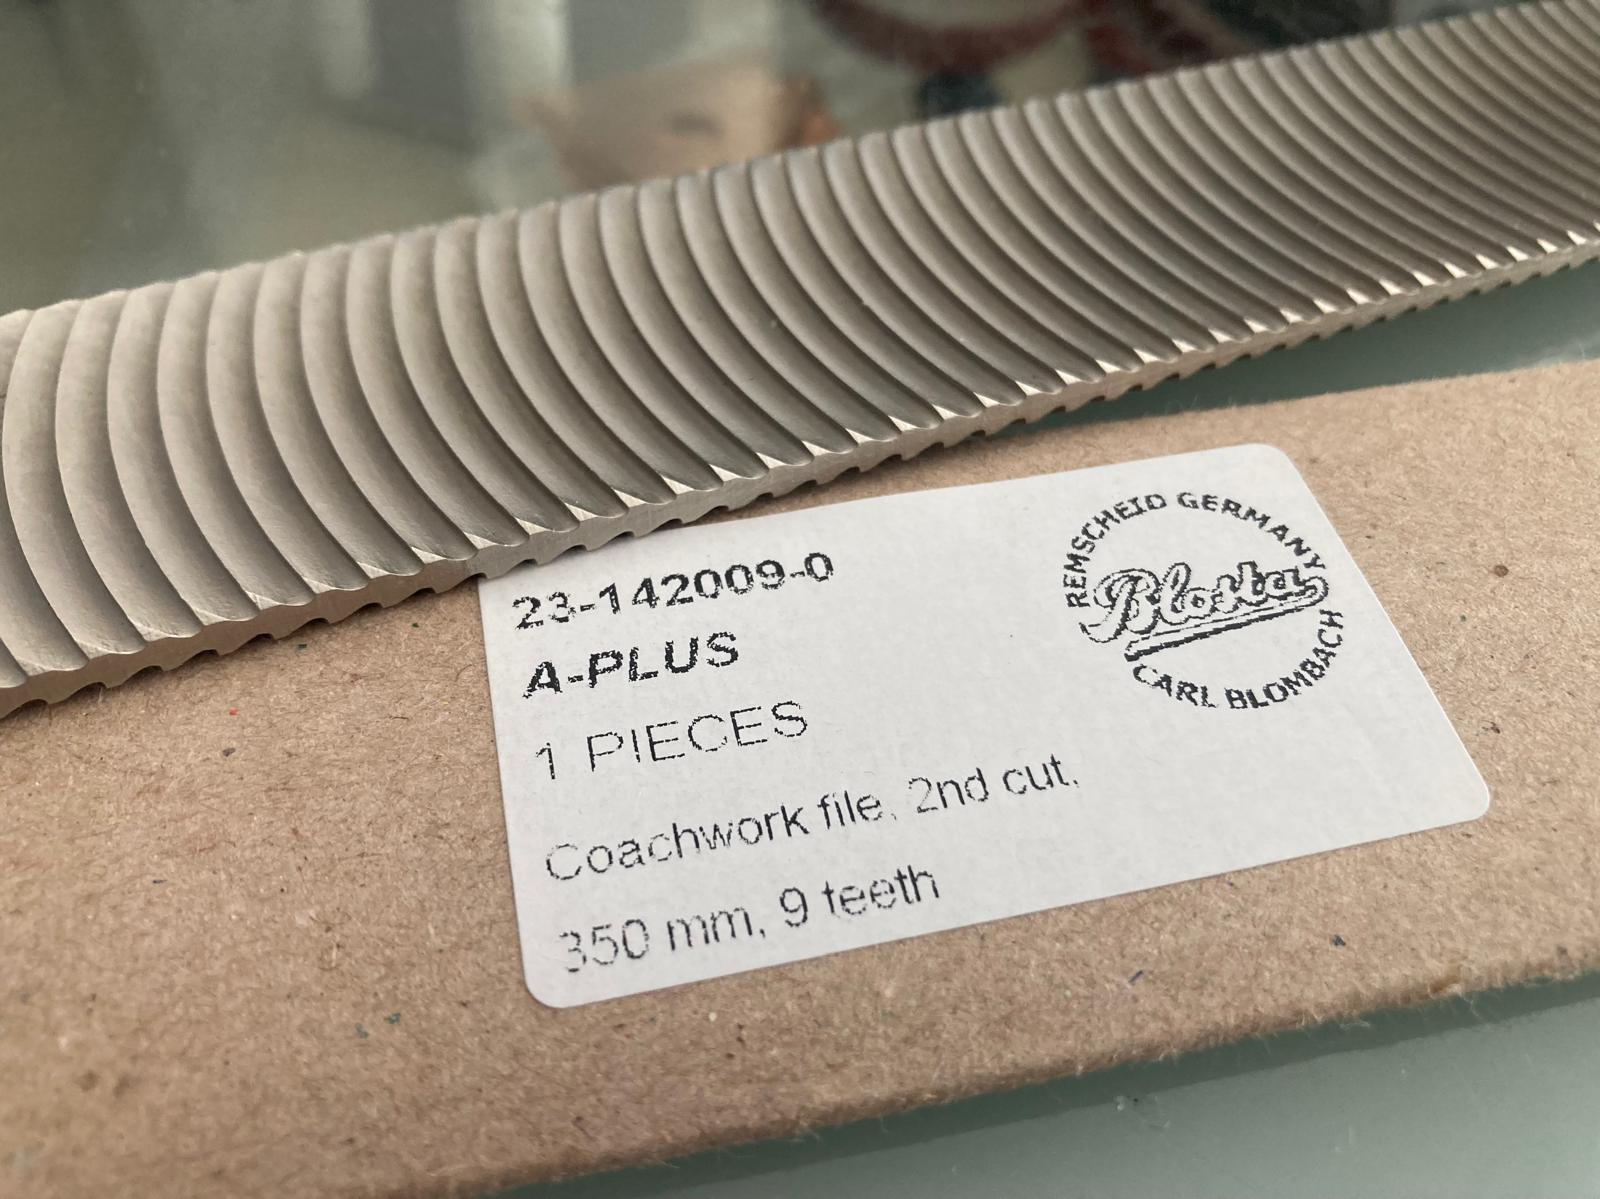 23-142009-0
A-PLUS
1 PIECES
Coachwork file, 2nd cut,
350 mm, 9 teeth
REMSCHEID GERMANY
Blosta
CARL BLOMBACH